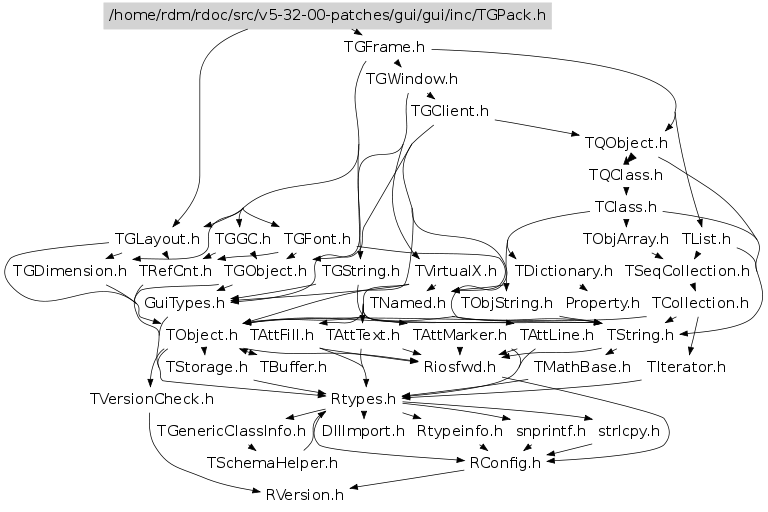 /home/rdm/rdoc/src/v5-32-00-patches/gui/gui/inc/TGPack.h
TGFrame.h
TGWindow.h
TGClient.h
TQObject.h
TQClass.h
TClass.h
TGLayout.h TGGC.h TGFont.h TObjArray.h TList.h
TGDimension.h TRefCnt.h TGObject.h TGString.h TVirtualX.h TDictionary.h TSeqCollection.h
GuiTypes.h TNamed.h TObjString.h Property.h TCollection.h
TObject.h TAttFill.h TAttText.h TAttMarker.h TAttLine.h TString.h
TStorage.h TBuffer.h Riosfwd.h TMathBase.h TIterator.h
TVersionCheck.h Rtypes.h
TGenericClassInfo.h DllImport.h Rtypeinfo.h snprintf.h strlcpy.h
TSchemaHelper.h RConfig.h
RVersion.h